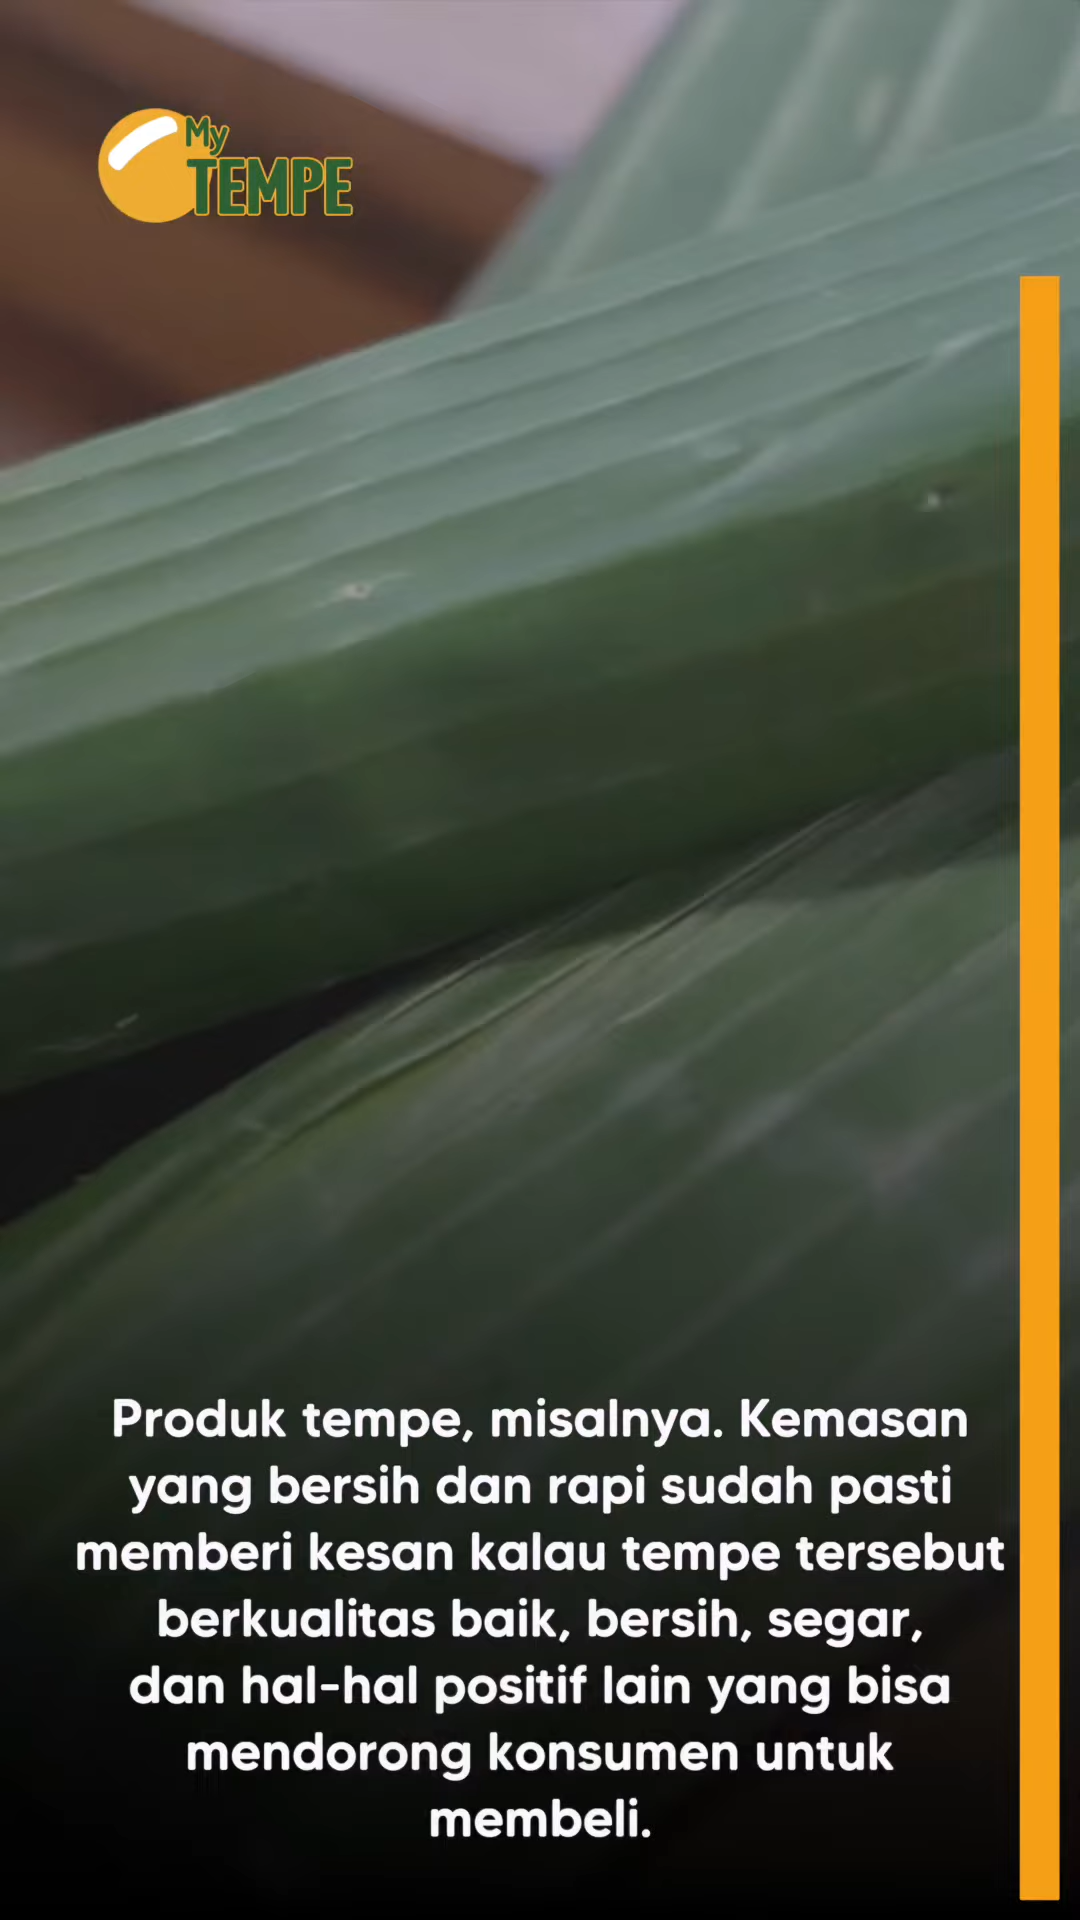 My
TEMPE
Produk tempe, misalnya. Kemasan
yang bersih dan rapi sudah pasti
memberi kesan kalau tempe tersebut
berkualitas baik, bersih, segar,
dan hal-hal positif lain yang bisa
mendorong konsumen untuk
membeli.